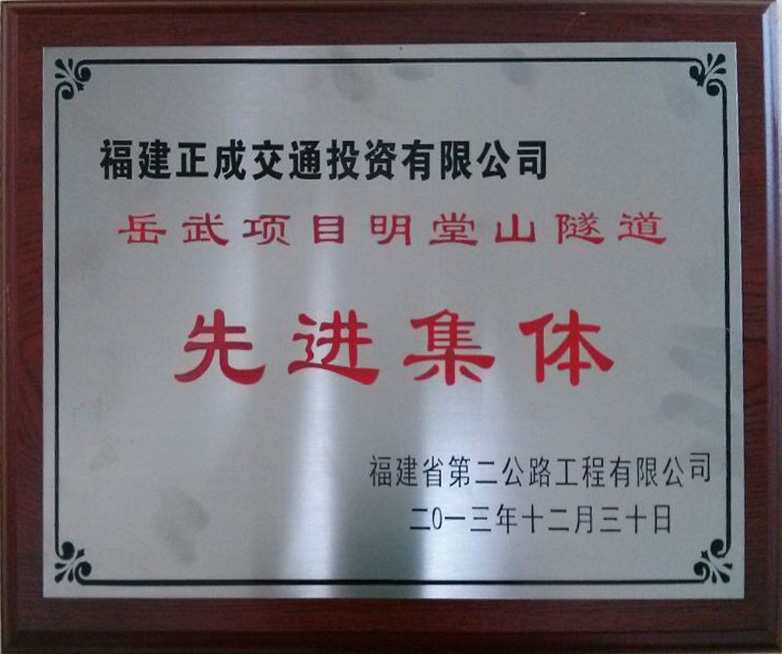 福建正成交通投资有限公司
岳武项目明堂山隧道
先进集体
福建省第二公路工程有限公司
二0一三年十二月三十日